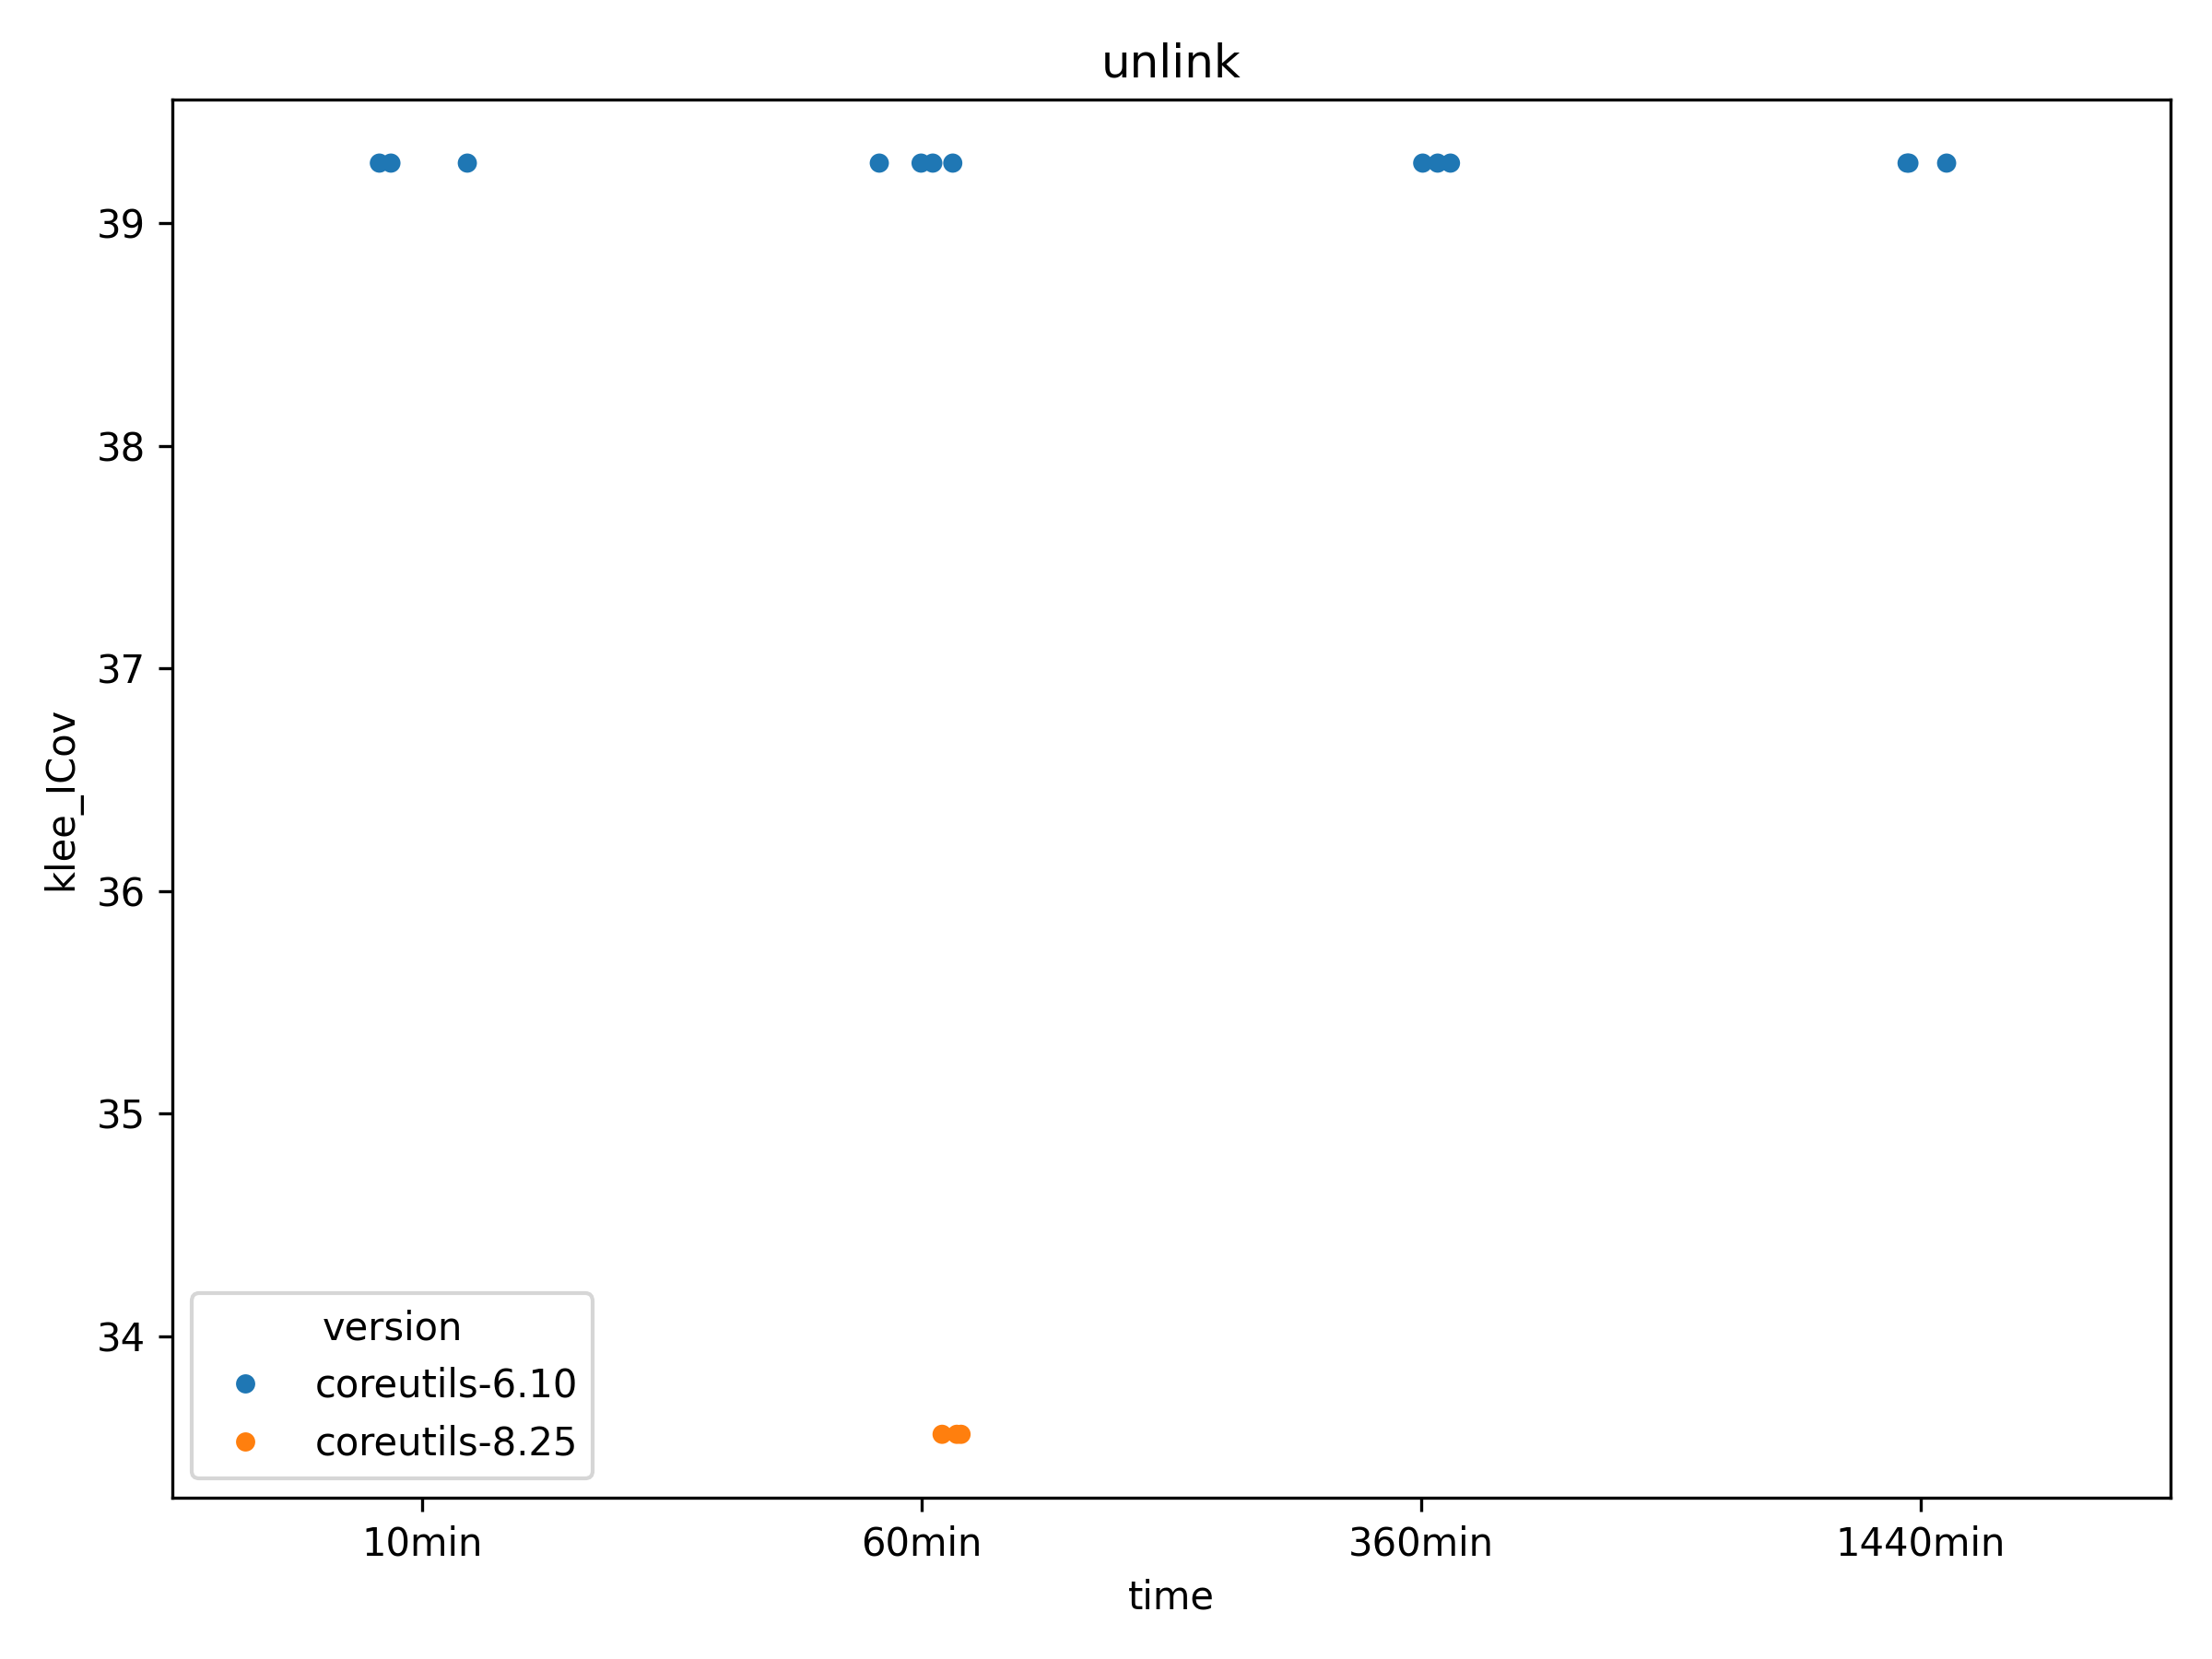 unlink
klee_ICov
39
38
37
36
35
34
version
coreutils-6.10
coreutils-8.25
10min 60min 360min 1440min
time